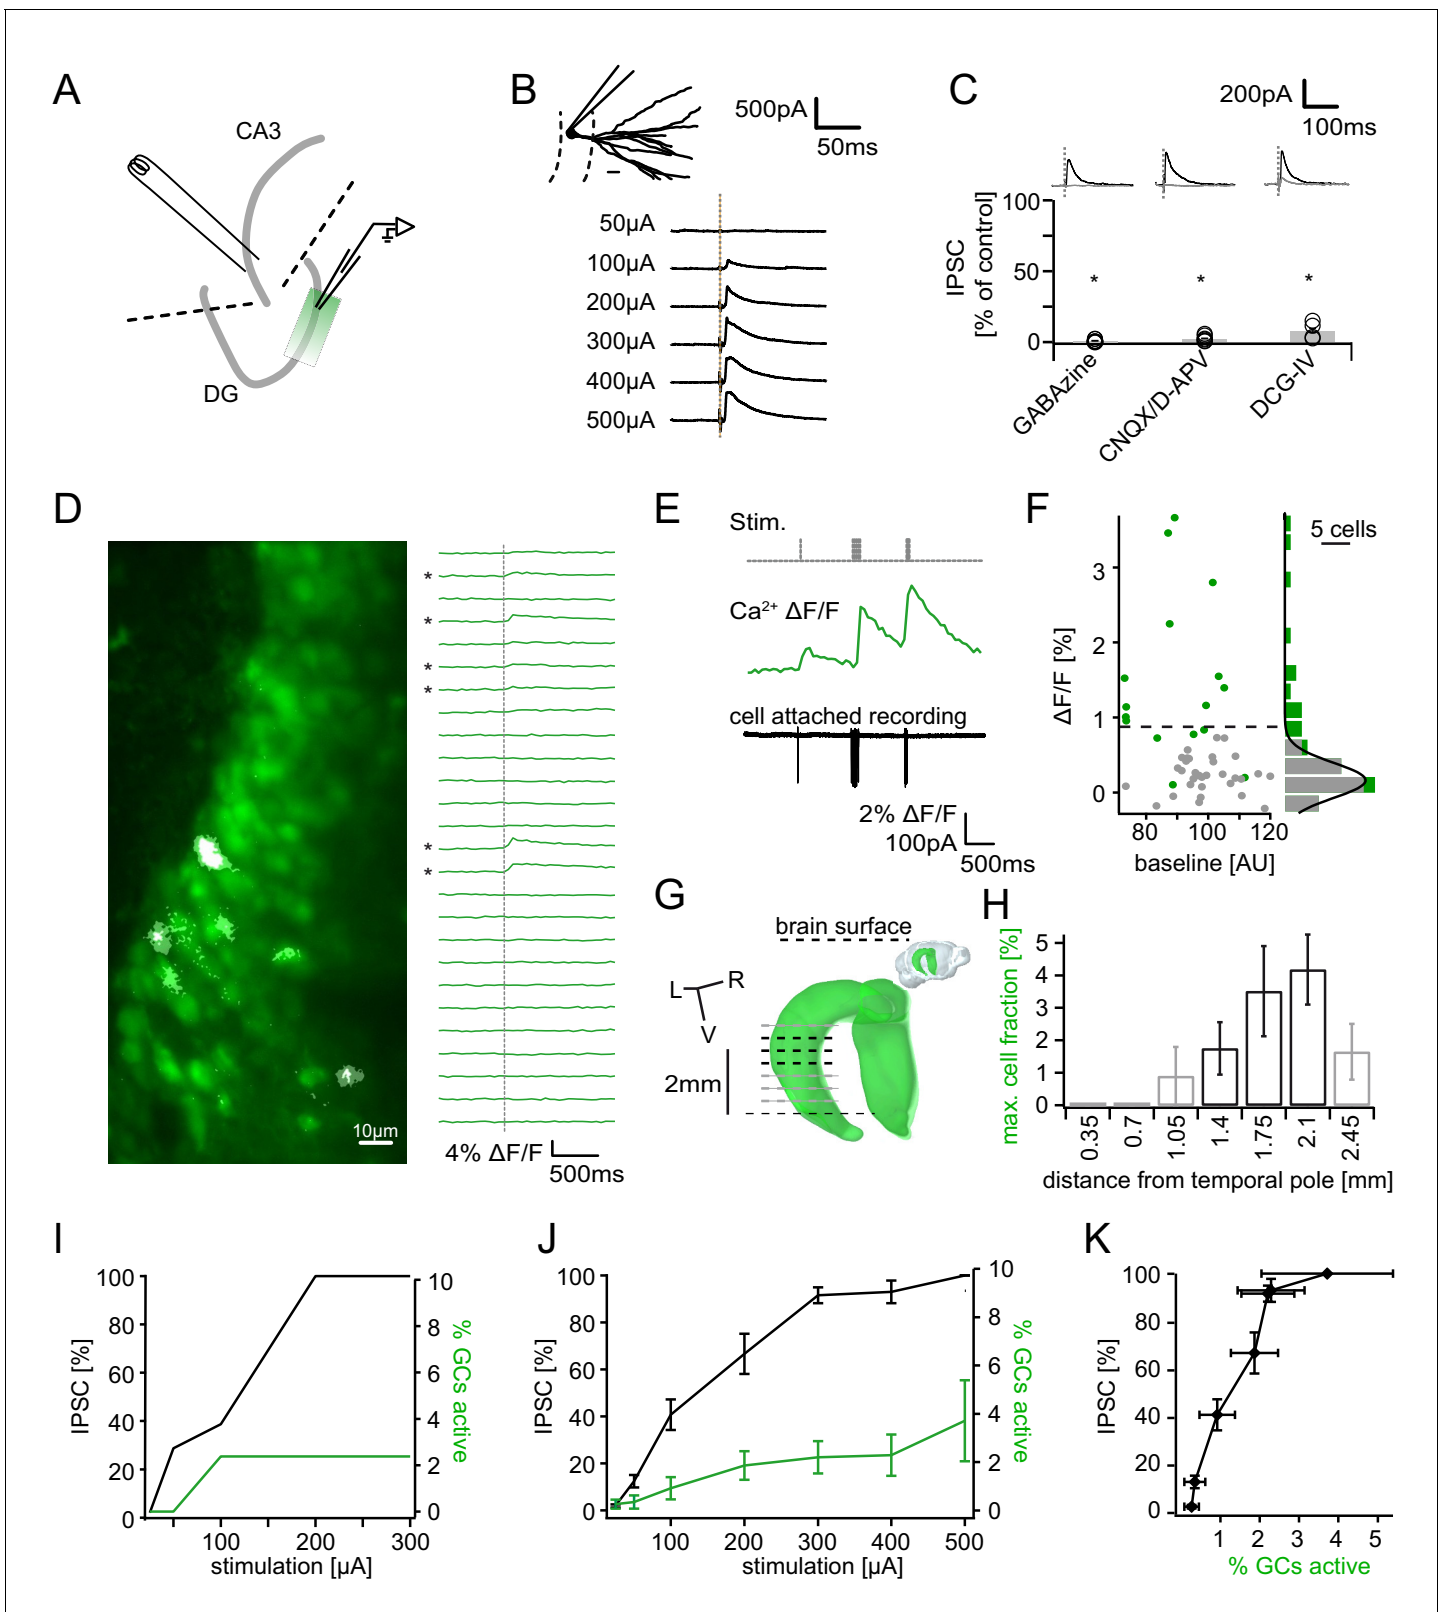 A
CA3
DG
B
500pA
50ms
50µA
100µA
200µA
300µA
400µA
500µA
C
200pA
100ms
IPSC
[% of control]
100
50
0
*
*
*
GABAzine
CNQX/D-APV
DCG-IV
D
*
*
*
*
*
*
10µm
4% ΔF/F
500ms
E
Stim.
Ca2+ ΔF/F
cell attached recording
2% ΔF/F
100pA
500ms
F
5 cells
ΔF/F [%]
3
2
1
0
80
100
120
baseline [AU]
G
brain surface
L
R
V
2mm
H
max. cell fraction [%]
5
4
3
2
1
0
0.35
0.7
1.05
1.4
1.75
2.1
2.45
distance from temporal pole [mm]
I
IPSC [%]
100
80
60
40
20
0
10
8
6
4
2
0
% GCs active
100
200
300
stimulation [µA]
J
IPSC [%]
100
80
60
40
20
0
10
8
6
4
2
0
% GCs active
100
200
300
400
500
stimulation [µA]
K
IPSC [%]
100
80
60
40
20
0
1
2
3
4
5
% GCs active